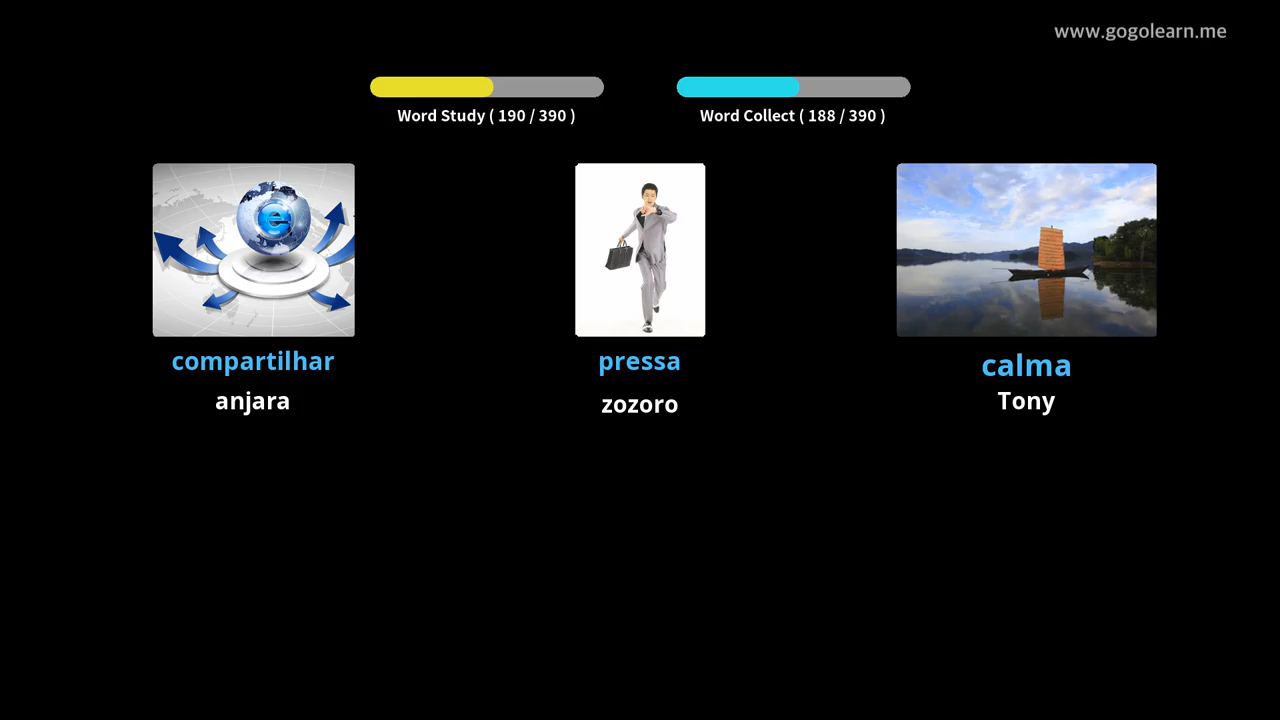 www.gogolearn.me
Word Study ( 190 / 390 )
Word Collect ( 188 / 390 )
e
compartilhar
pressa
calma
anjara
zozoro
Tony